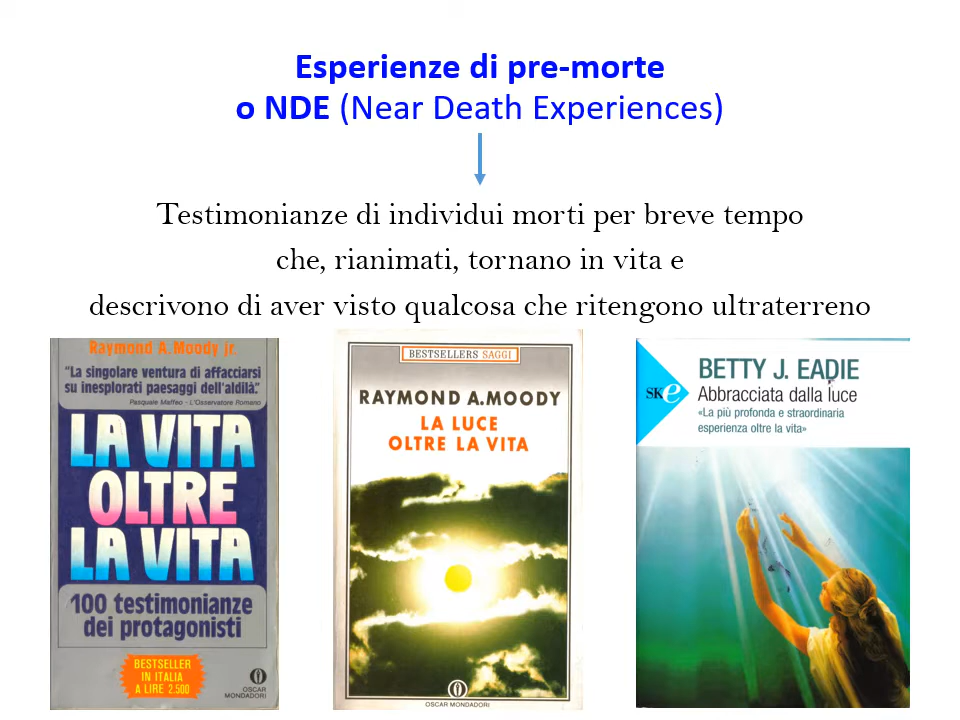 Esperienze di pre-morte
o NDE (Near Death Experiences)
Testimonianze di individui morti per breve tempo
che, rianimati, tornano in vita e
descrivono di aver visto qualcosa che ritengono ultraterreno
Raymond A. Moody jr.
"La singolare ventura di affacciarsi
su inesplorati paesaggi dell'aldilà."
Pasquale Maffeo - L'Osservatore Romano
LA VITA
OLTRE
LA VITA
100 testimonianze
dei protagonisti
BESTSELLER
IN ITALIA
A LIRE 2.500
OSCAR
MONDADORI
BESTSELLERS SAGGI
RAYMOND A.MOODY
LA LUCE
OLTRE LA VITA
OSCAR MONDADORI
SKe
BETTY J. EADIE
Abbracciata dalla luce
«La più profonda e straordinaria
esperienza oltre la vita»